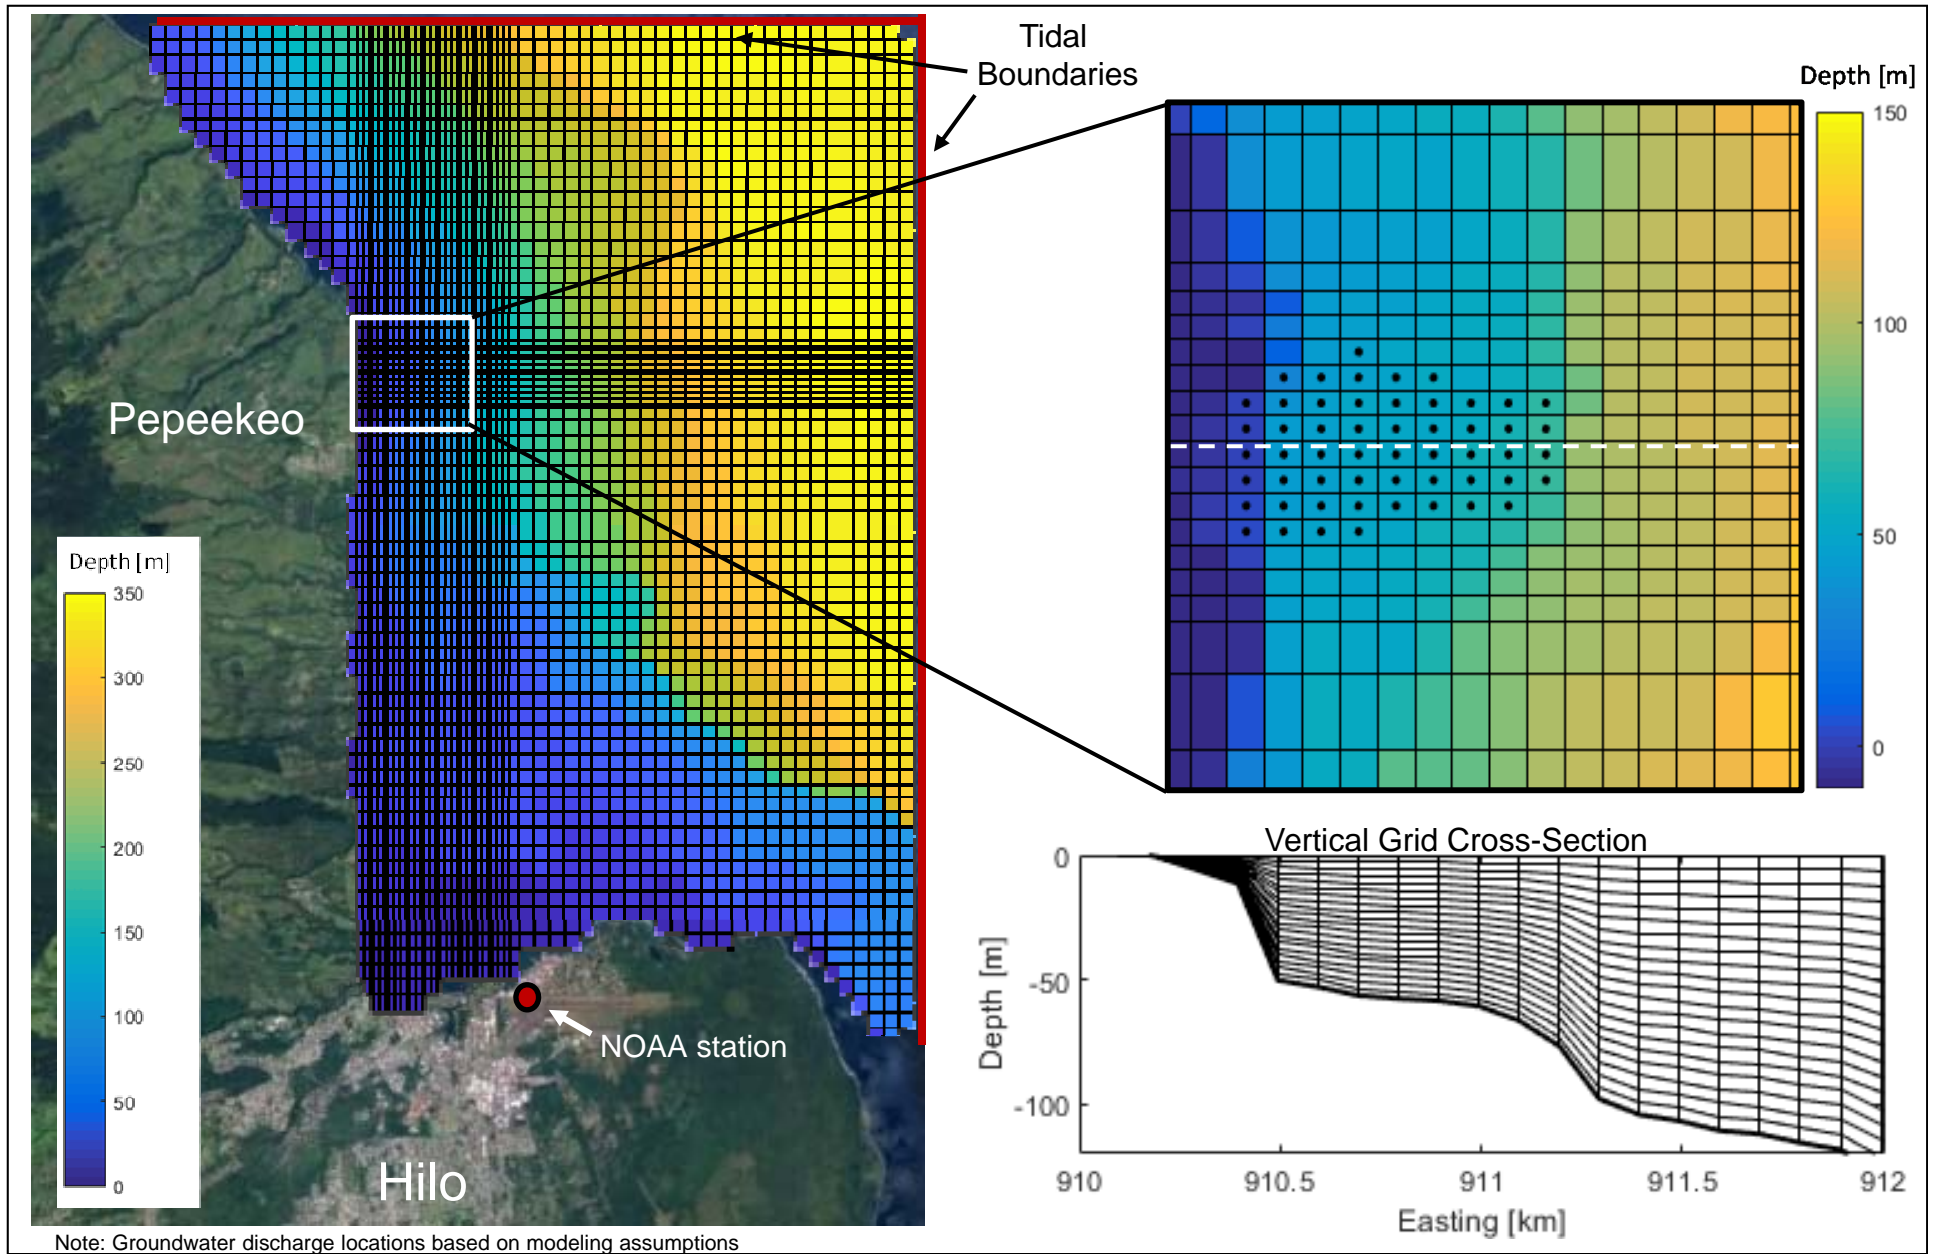 Tidal
Boundaries
Pepeekeo
Depth [m]
350
300
250
200
150
100
50
0
NOAA station
Hilo
Depth [m]
150
100
50
0
Vertical Grid Cross-Section
0
-50
-100
Depth [m]
910
910.5
911
911.5
912
Easting [km]
Note: Groundwater discharge locations based on modeling assumptions